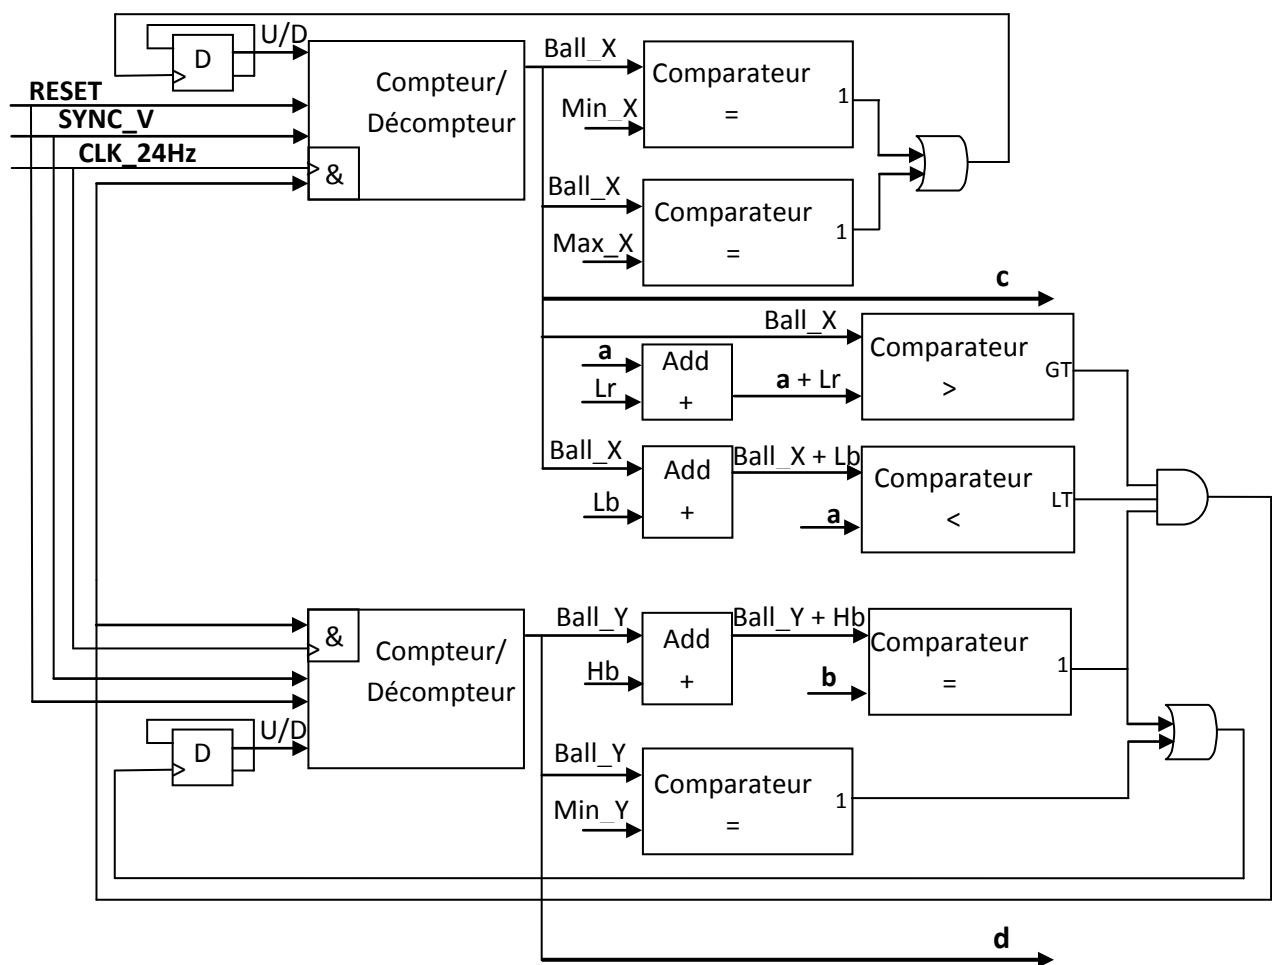 U/D
D
RESET
SYNC_V
CLK_24Hz
&
Compteur/
Décompteur
Ball_X
Min_X
Comparateur
=
1
Ball_X
Max_X
Comparateur
=
1
c
Ball_X
a
Lr
Add
+
a + Lr
Comparateur
>
GT
Ball_X
Lb
Add
+
Ball_X + Lb
a
Comparateur
<
LT
&
Compteur/
Décompteur
Ball_Y
Hb
Add
+
Ball_Y + Hb
b
Comparateur
=
1
U/D
D
Ball_Y
Min_Y
Comparateur
=
1
d